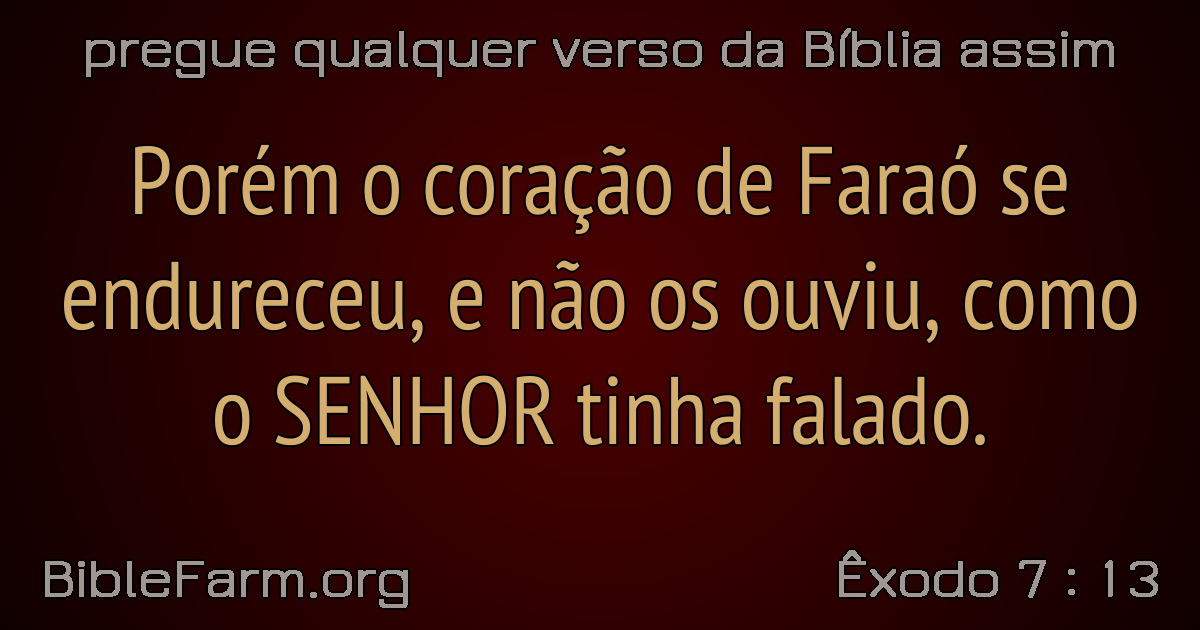 pregue qualquer verso da Bíblia assim
Porém o coração de Faraó se
endureceu, e não os ouviu, como
o SENHOR tinha falado.
BibleFarm.org
Êxodo 7 : 13